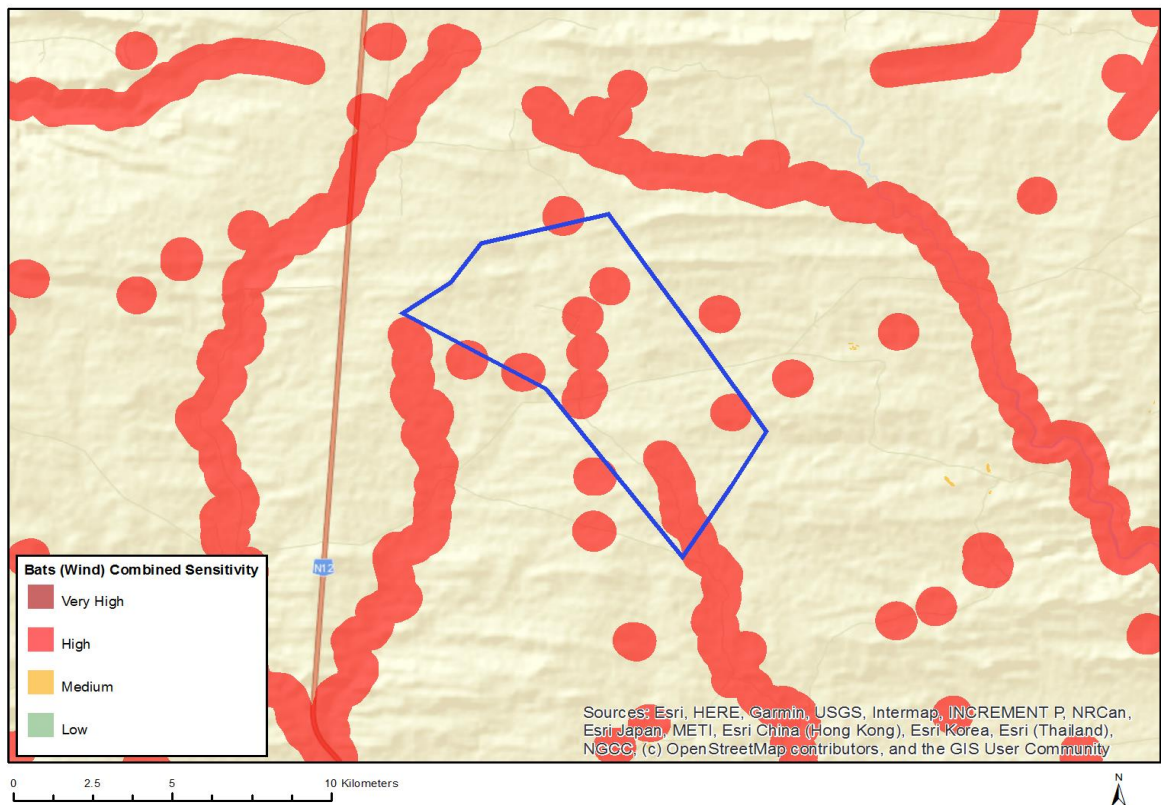 N12
Bats (Wind) Combined Sensitivity
Very High
High
Medium
Low
Sources: Esri, HERE, Garmin, USGS, Intermap, INCREMENT P, NRCan,
Esri Japan, METI, Esri China (Hong Kong), Esri Korea, Esri (Thailand),
NGCC, (c) OpenStreetMap contributors, and the GIS User Community
0 2.5 5 10 Kilometers
N